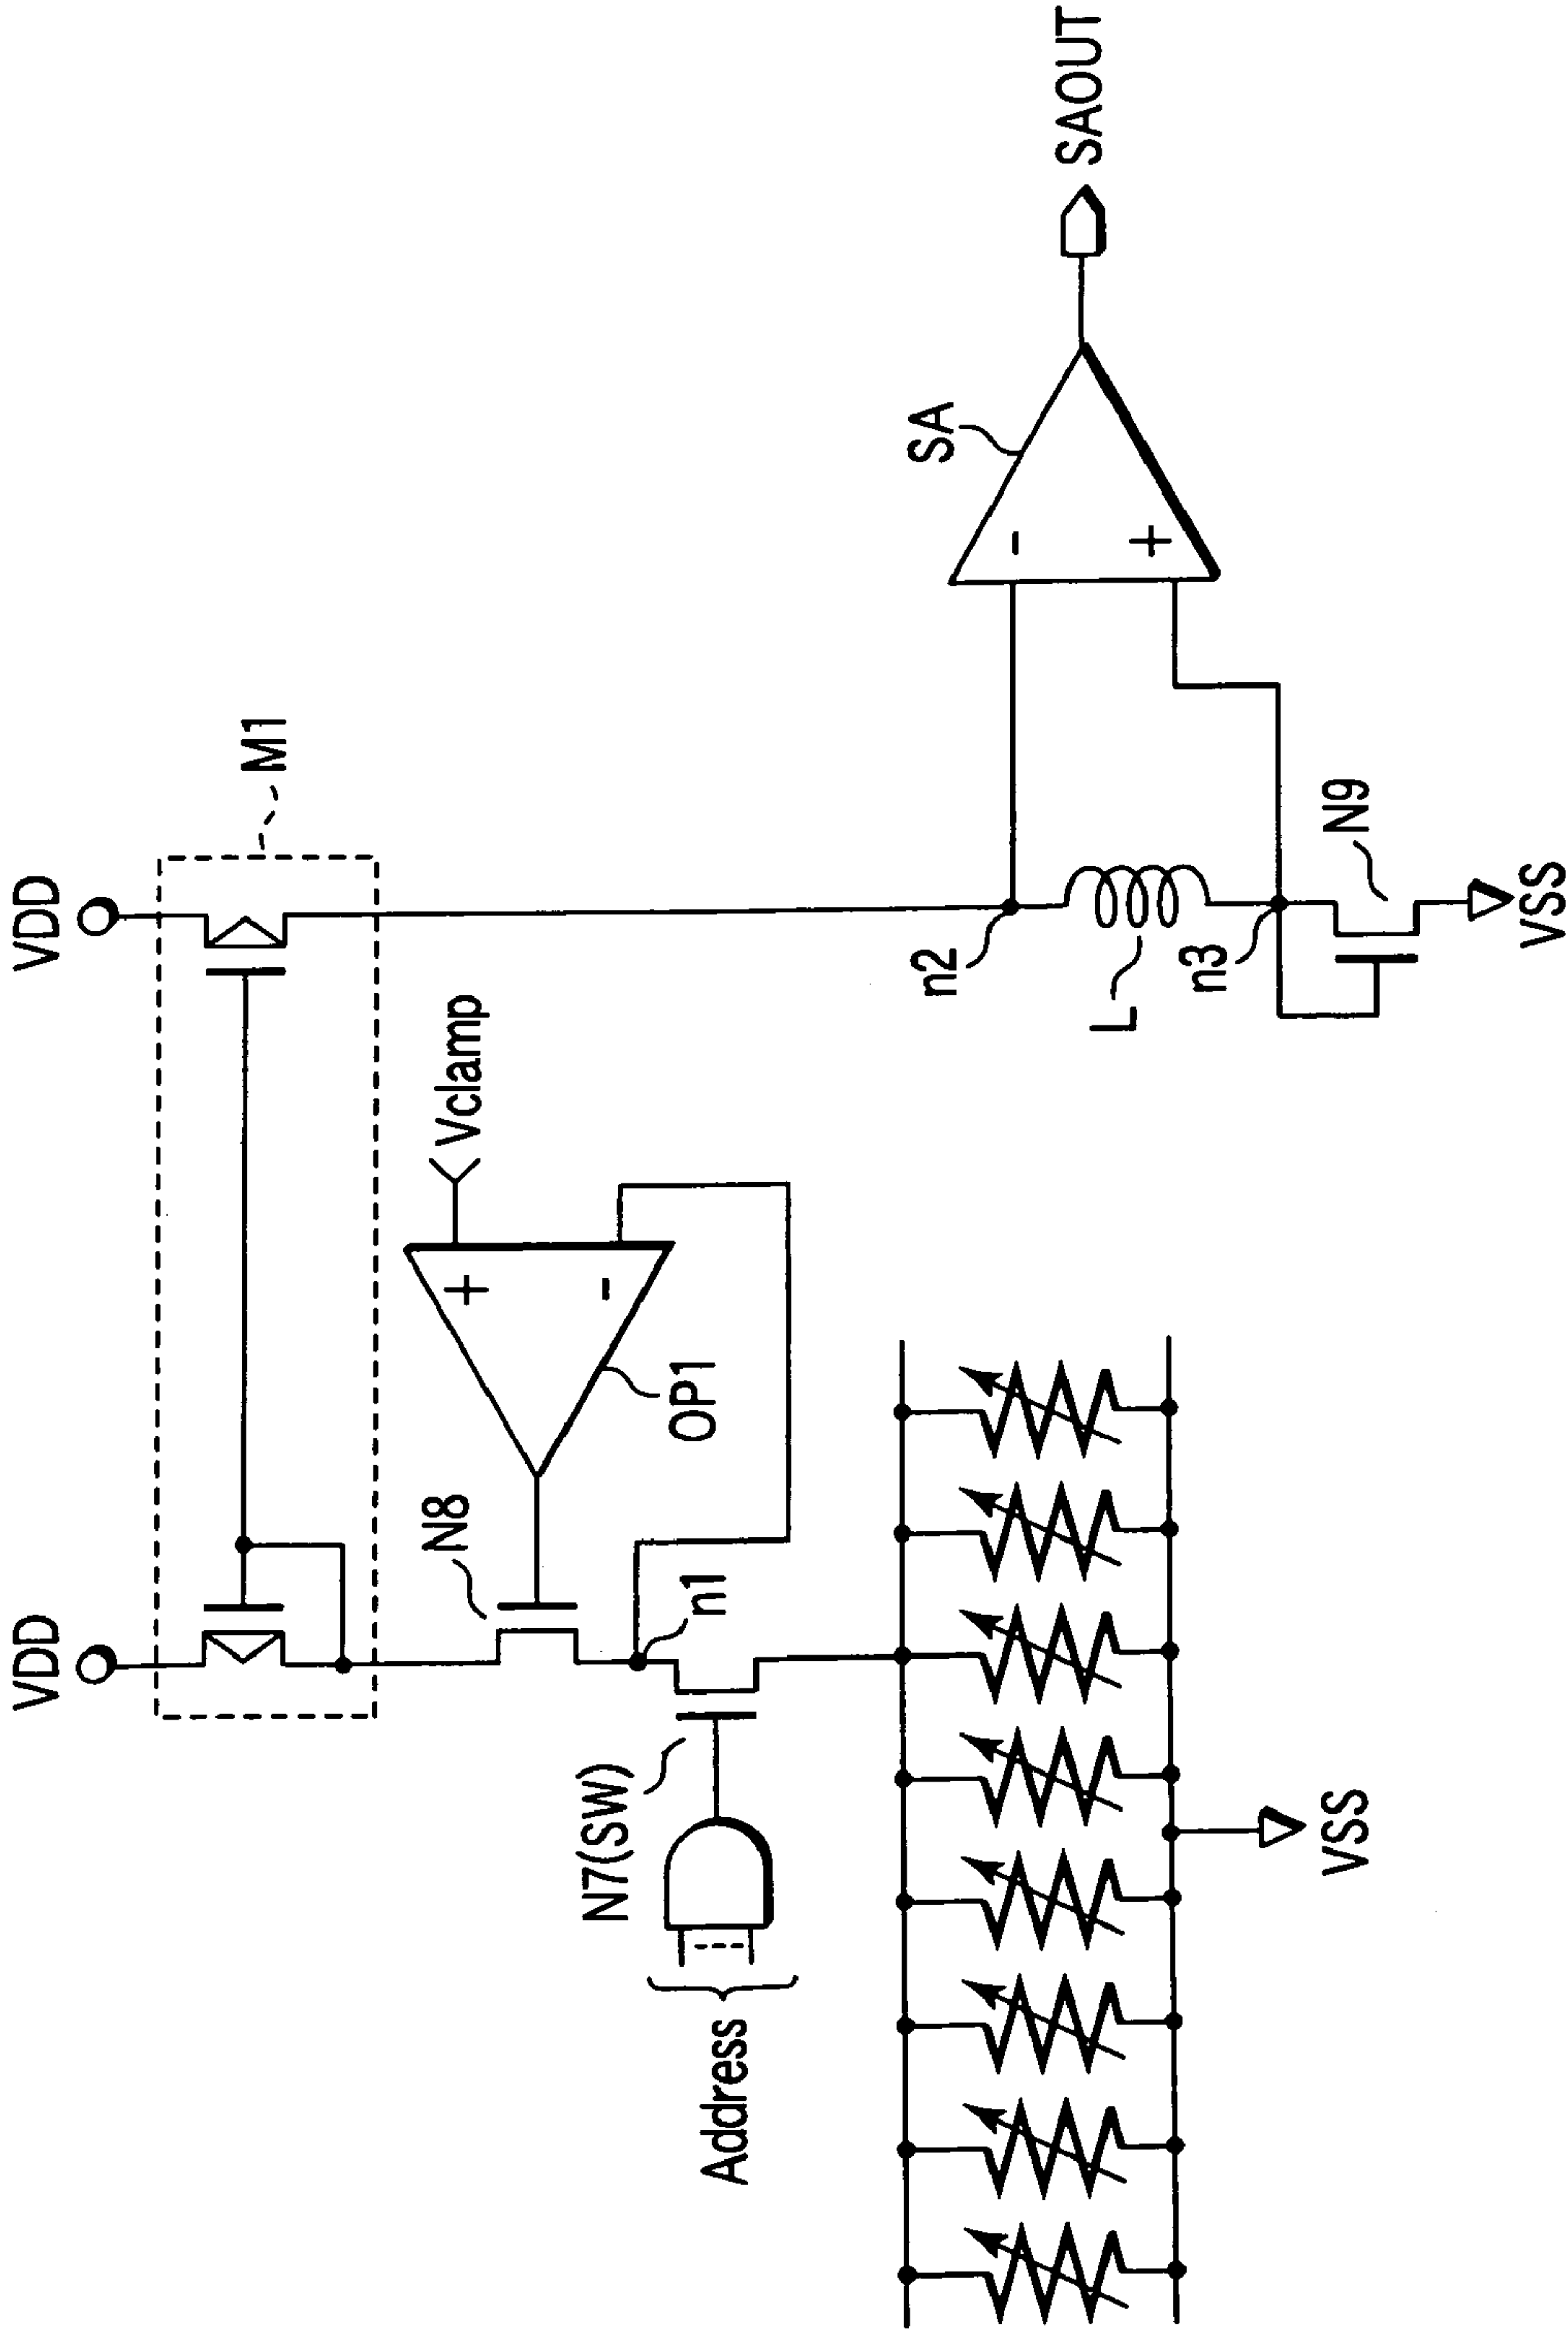 VDD
VDD
M1
N8
Vclamp
+
-
OP1
n1
N7(SW)
Address
VSS
n2
L
n3
N9
VSS
SA
-
+
SAOUT